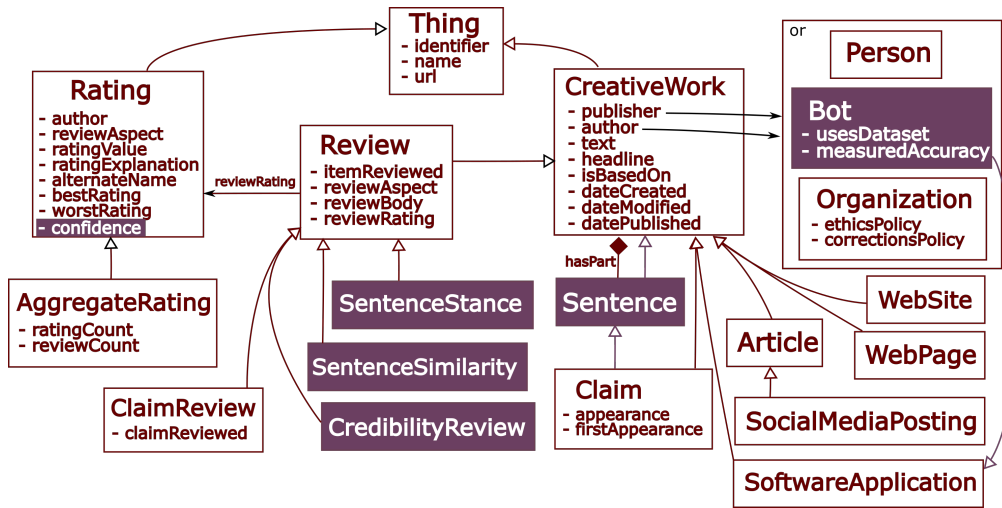 Thing
- identifier
- name
- url
Rating
- author
- reviewAspect
- ratingValue
- ratingExplanation
- alternateName
- bestRating
- worstRating
- confidence
reviewRating
Review
- itemReviewed
- reviewAspect
- reviewBody
- reviewRating
CreativeWork
- publisher
- author
- text
- headline
- isBasedOn
- dateCreated
- dateModified
- datePublished
or
Person
Bot
- usesDataset
- measuredAccuracy
Organization
- ethicsPolicy
- correctionsPolicy
hasPart
AggregateRating
- ratingCount
- reviewCount
SentenceStance
SentenceSimilarity
ClaimReview
- claimReviewed
CredibilityReview
Sentence
Claim
- appearance
- firstAppearance
WebSite
Article
WebPage
SocialMediaPosting
SoftwareApplication